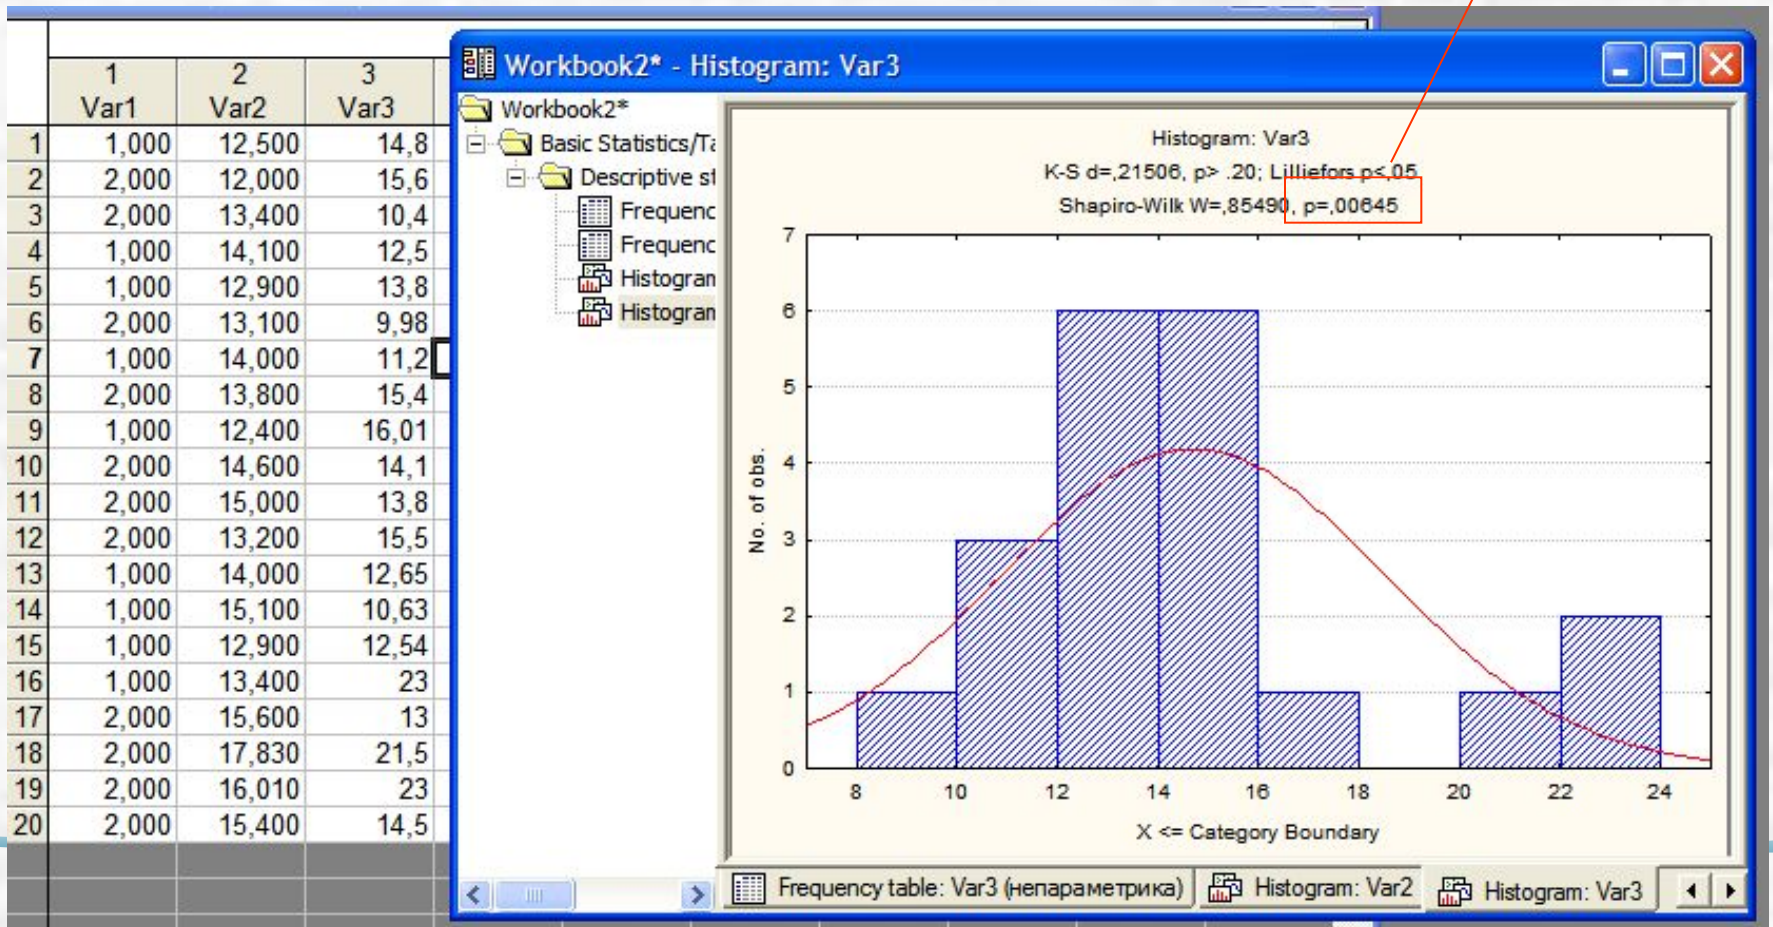 1 2 3
Var1 Var2 Var3
1 1,000 12,500 14,8
2 2,000 12,000 15,6
3 2,000 13,400 10,4
4 1,000 14,100 12,5
5 1,000 12,900 13,8
6 2,000 13,100 9,98
7 1,000 14,000 11,2
8 2,000 13,800 15,4
9 1,000 12,400 16,01
10 2,000 14,600 14,1
11 2,000 15,000 13,8
12 2,000 13,200 15,5
13 1,000 14,000 12,65
14 1,000 15,100 10,63
15 1,000 12,900 12,54
16 1,000 13,400 23
17 2,000 15,600 13
18 2,000 17,830 21,5
19 2,000 16,010 23
20 2,000 15,400 14,5
Workbook2* - Histogram: Var3
Workbook2*
Basic Statistics/Ta
Descriptive st
Frequenc
Frequenc
Histogran
Histogran
Histogram: Var3
K-S d=,21506, p> .20; Lilliefors p<,05
Shapiro-Wilk W=,85490, p=,00645
7
6
5
4
3
2
1
0
No. of obs.
8 10 12 14 16 18 20 22 24
X <= Category Boundary
Frequency table: Var3 (непараметрика) Histogram: Var2 Histogram: Var3